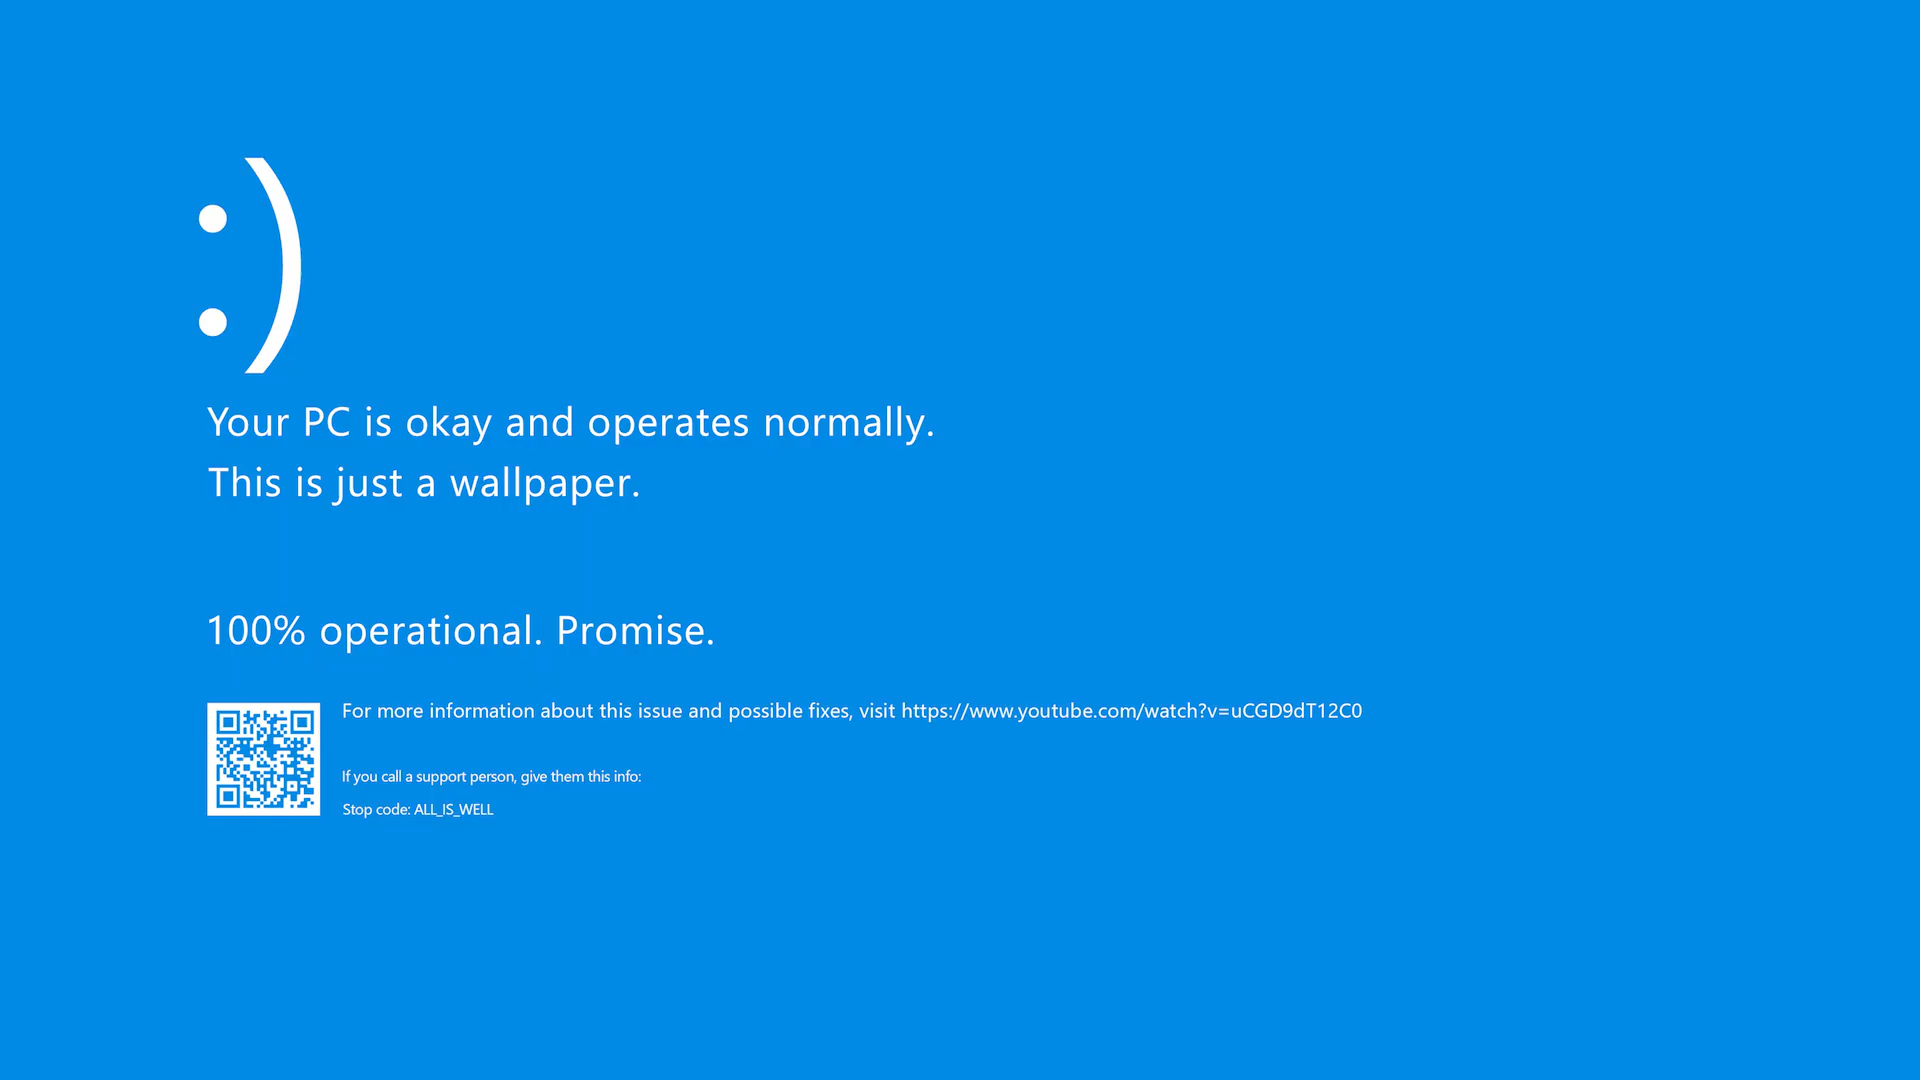 :)
Your PC is okay and operates normally.
This is just a wallpaper.
100% operational. Promise.
For more information about this issue and possible fixes, visit https://www.youtube.com/watch?v=uCGD9dT12C0
If you call a support person, give them this info:
Stop code: ALL_IS_WELL